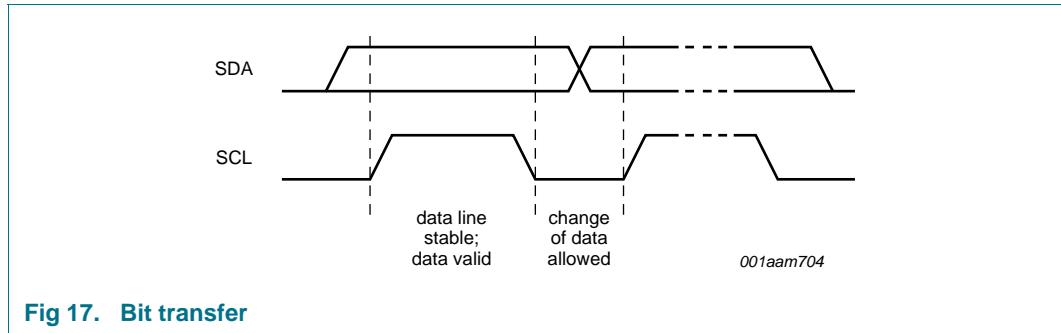 SDA
SCL
data line
stable;
data valid
change
of data
allowed
001aam704
Fig 17. Bit transfer